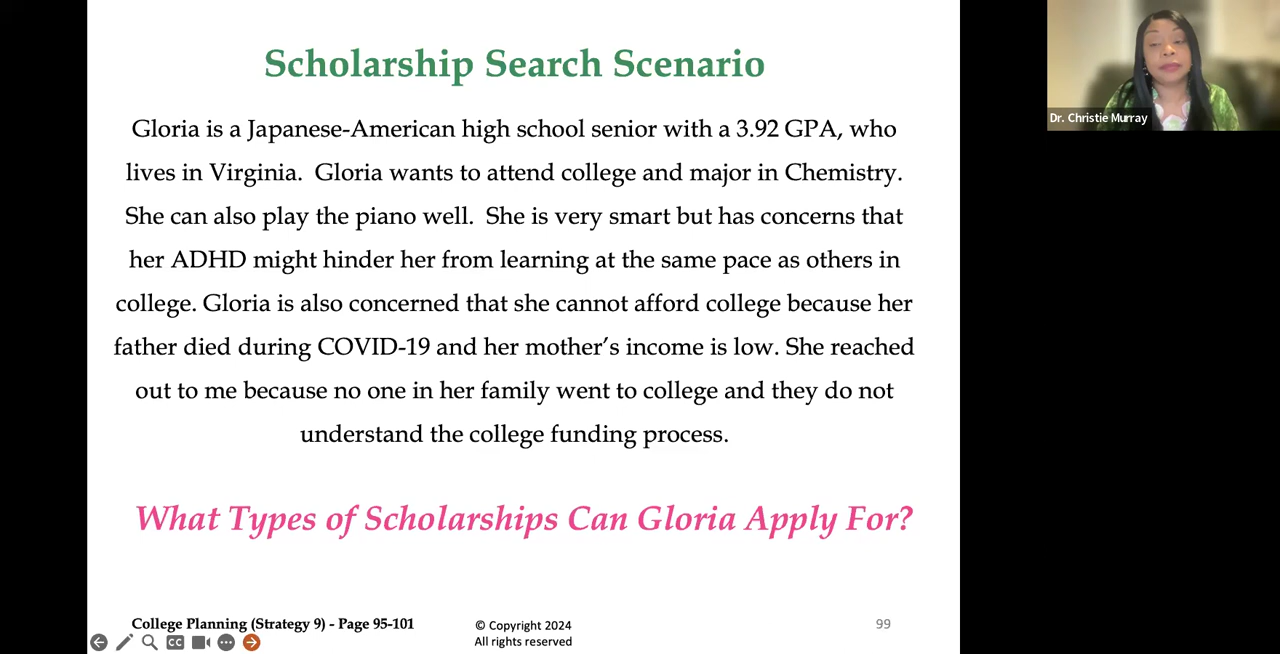 Scholarship Search Scenario
Gloria is a Japanese-American high school senior with a 3.92 GPA, who
lives in Virginia. Gloria wants to attend college and major in Chemistry.
She can also play the piano well. She is very smart but has concerns that
her ADHD might hinder her from learning at the same pace as others in
college. Gloria is also concerned that she cannot afford college because her
father died during COVID-19 and her mother's income is low. She reached
out to me because no one in her family went to college and they do not
understand the college funding process.
What Types of Scholarships Can Gloria Apply For?
College Planning (Strategy 9) - Page 95-101
© Copyright 2024
All rights reserved
99
CC
Dr. Christie Murray